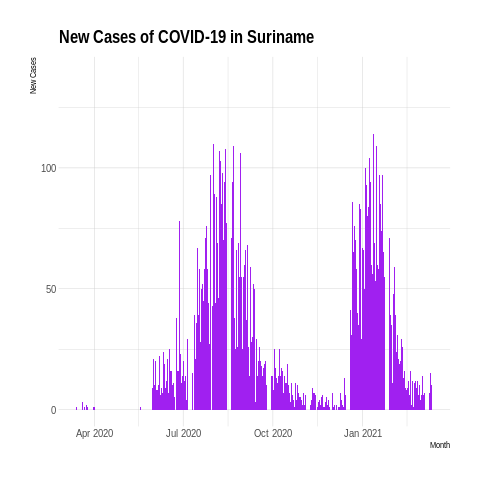 New Cases of COVID-19 in Suriname
New Cases
100
50
0
Apr 2020
Jul 2020
Oct 2020
Jan 2021
Month